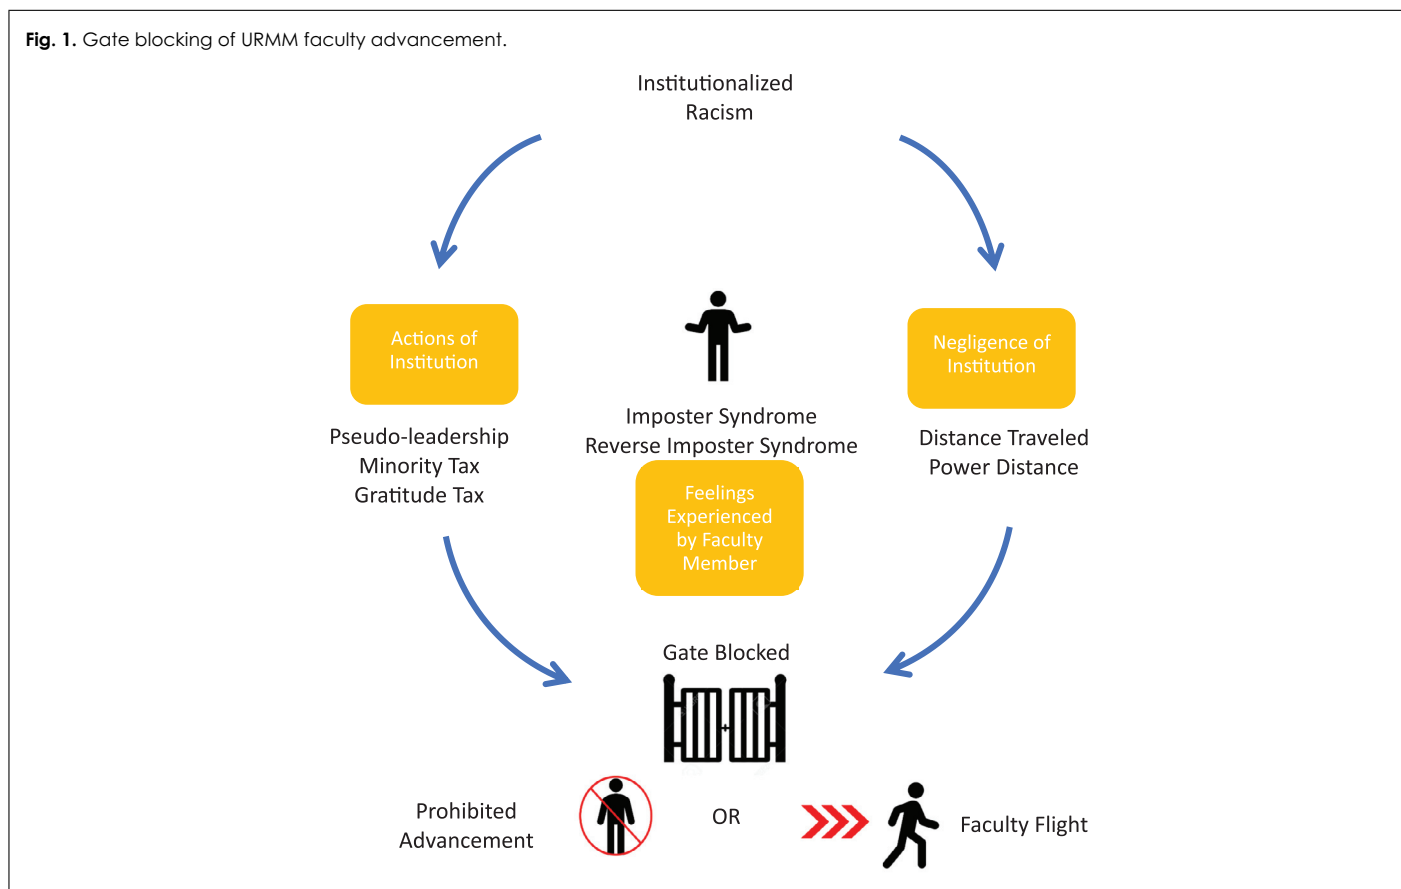 Fig. 1. Gate blocking of URMM faculty advancement.
Institutionalized
Racism
Actions of
Institution
Pseudo-leadership
Minority Tax
Gratitude Tax
Imposter Syndrome
Reverse Imposter Syndrome
Feelings
Experienced
by Faculty
Member
Negligence of
Institution
Distance Traveled
Power Distance
Gate Blocked
Prohibited
Advancement
OR
Faculty Flight